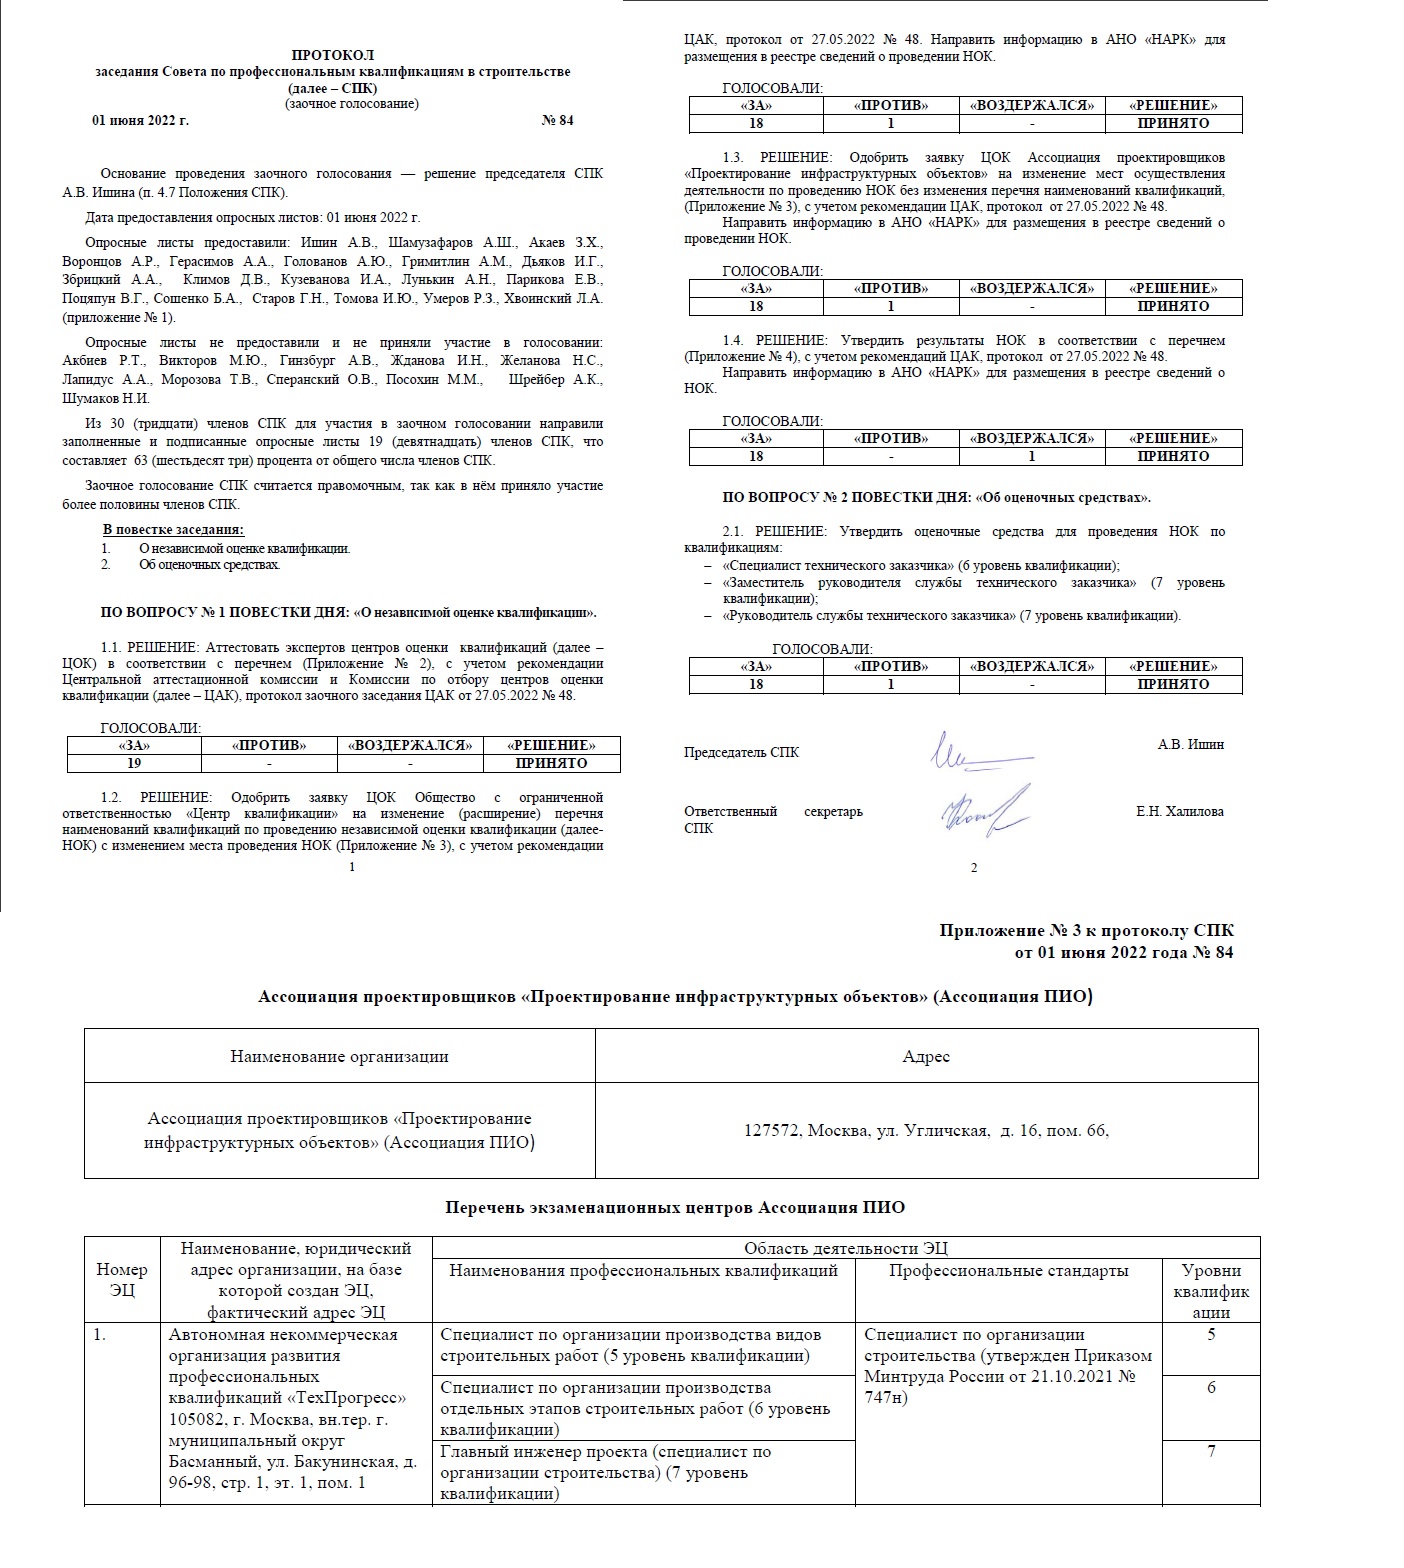 ПРОТОКОЛ
заседания Совета по профессиональным квалификациям в строительстве
(далее – СПК)
(заочное голосование)
01 июня 2022 г. № 84
Основание проведения заочного голосования — решение председателя СПК
А.В. Ишина (п. 4.7 Положения СПК).
Дата предоставления опросных листов: 01 июня 2022 г.
Опросные листы предоставили: Ишин А.В., Шамузафаров А.Ш., Акаев З.Х.,
Воронцов А.Р., Герасимов А.А., Голованов А.Ю., Гримитлин А.М., Дьяков И.Г.,
Збрицкий А.А., Климов Д.В., Кузеванова И.А., Лунькин А.Н., Парикова Е.В.,
Поцяпун В.Г., Сошенко Б.А., Старов Г.Н., Томова И.Ю., Умеров Р.З., Хвоинский Л.А.
(приложение № 1).
Опросные листы не предоставили и не приняли участие в голосовании:
Акбиев Р.Т., Викторов М.Ю., Гинзбург А.В., Жданова И.Н., Желанова Н.С.,
Лапидус А.А., Морозова Т.В., Сперанский О.В., Посохин М.М., Шрейбер А.К.,
Шумаков Н.И.
Из 30 (тридцати) членов СПК для участия в заочном голосовании направили
заполненные и подписанные опросные листы 19 (девятнадцать) членов СПК, что
составляет 63 (шестьдесят три) процента от общего числа членов СПК.
Заочное голосование СПК считается правомочным, так как в нём приняло участие
более половины членов СПК.
В повестке заседания:
1. О независимой оценке квалификации.
2. Об оценочных средствах.
ПО ВОПРОСУ № 1 ПОВЕСТКИ ДНЯ: «О независимой оценке квалификации».
1.1. РЕШЕНИЕ: Аттестовать экспертов центров оценки квалификаций (далее –
ЦОК) в соответствии с перечнем (Приложение № 2), с учетом рекомендации
Центральной аттестационной комиссии и Комиссии по отбору центров оценки
квалификации (далее – ЦАК), протокол заочного заседания ЦАК от 27.05.2022 № 48.
ГОЛОСОВАЛИ:
«ЗА» «ПРОТИВ» «ВОЗДЕРЖАЛСЯ» «РЕШЕНИЕ»
19 - - ПРИНЯТО
1.2. РЕШЕНИЕ: Одобрить заявку ЦОК Общество с ограниченной
ответственностью «Центр квалификации» на изменение (расширение) перечня
наименований квалификаций по проведению независимой оценки квалификации (далее-
НОК) с изменением места проведения НОК (Приложение № 3), с учетом рекомендации
1
ЦАК, протокол от 27.05.2022 № 48. Направить информацию в АНО «НАРК» для
размещения в реестре сведений о проведении НОК.
ГОЛОСОВАЛИ:
«ЗА» «ПРОТИВ» «ВОЗДЕРЖАЛСЯ» «РЕШЕНИЕ»
18 1 - ПРИНЯТО
1.3. РЕШЕНИЕ: Одобрить заявку ЦОК Ассоциация проектировщиков
«Проектирование инфраструктурных объектов» на изменение мест осуществления
деятельности по проведению НОК без изменения перечня наименований квалификаций,
(Приложение № 3), с учетом рекомендации ЦАК, протокол от 27.05.2022 № 48.
Направить информацию в АНО «НАРК» для размещения в реестре сведений о
проведении НОК.
ГОЛОСОВАЛИ:
«ЗА» «ПРОТИВ» «ВОЗДЕРЖАЛСЯ» «РЕШЕНИЕ»
18 1 - ПРИНЯТО
1.4. РЕШЕНИЕ: Утвердить результаты НОК в соответствии с перечнем
(Приложение № 4), с учетом рекомендаций ЦАК, протокол от 27.05.2022 № 48.
Направить информацию в АНО «НАРК» для размещения в реестре сведений о
НОК.
ГОЛОСОВАЛИ:
«ЗА» «ПРОТИВ» «ВОЗДЕРЖАЛСЯ» «РЕШЕНИЕ»
18 - 1 ПРИНЯТО
ПО ВОПРОСУ № 2 ПОВЕСТКИ ДНЯ: «Об оценочных средствах».
2.1. РЕШЕНИЕ: Утвердить оценочные средства для проведения НОК по
квалификациям:
– «Специалист технического заказчика» (6 уровень квалификации);
– «Заместитель руководителя службы технического заказчика» (7 уровень
квалификации);
– «Руководитель службы технического заказчика» (7 уровень квалификации).
ГОЛОСОВАЛИ:
«ЗА» «ПРОТИВ» «ВОЗДЕРЖАЛСЯ» «РЕШЕНИЕ»
18 1 - ПРИНЯТО
Председатель СПК А.В. Ишин
Ответственный секретарь Е.Н. Халилова
СПК
2
Приложение № 3 к протоколу СПК
от 01 июня 2022 года № 84
Ассоциация проектировщиков «Проектирование инфраструктурных объектов» (Ассоциация ПИО)
Наименование организации Адрес
Ассоциация проектировщиков «Проектирование
инфраструктурных объектов» (Ассоциация ПИО)
127572, Москва, ул. Угличская, д. 16, пом. 66,
Перечень экзаменационных центров Ассоциация ПИО
Номер
ЭЦ
Наименование, юридический
адрес организации, на базе
которой создан ЭЦ,
фактический адрес ЭЦ
Область деятельности ЭЦ
Наименования профессиональных квалификаций
Профессиональные стандарты
Уровни
квалифик
ации
1.
Автономная некоммерческая
организация развития
профессиональных
квалификаций «ТехПрогресс»
105082, г. Москва, вн.тер. г.
муниципальный округ
Басманный, ул. Бакунинская, д.
96-98, стр. 1, эт. 1, пом. 1
Специалист по организации производства видов
строительных работ (5 уровень квалификации)
Специалист по организации производства
отдельных этапов строительных работ (6 уровень
квалификации)
Главный инженер проекта (специалист по
организации строительства) (7 уровень
квалификации)
Специалист по организации
строительства (утвержден Приказом
Минтруда России от 21.10.2021 №
747н)
5
6
7